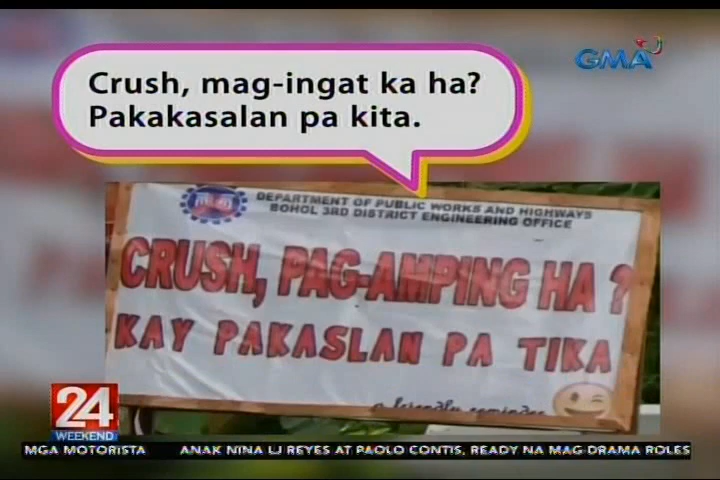 Crush, mag-ingat ka ha?
Pakakasalan pa kita.
GMA
DEPARTMENT OF PUBLIC WORKS AND HIGHWAYS
BOHOL 3RD DISTRICT ENGINEERING OFFICE
CRUSH, PAG-AMPING HA ?
KAY PAKASLAN PA TIKA
a friendly reminder
24
WEEKEND
MGA MOTORISTA ANAK NINA LJ REYES AT PAOLO CONTIS, READY NA MAG DRAMA ROLES